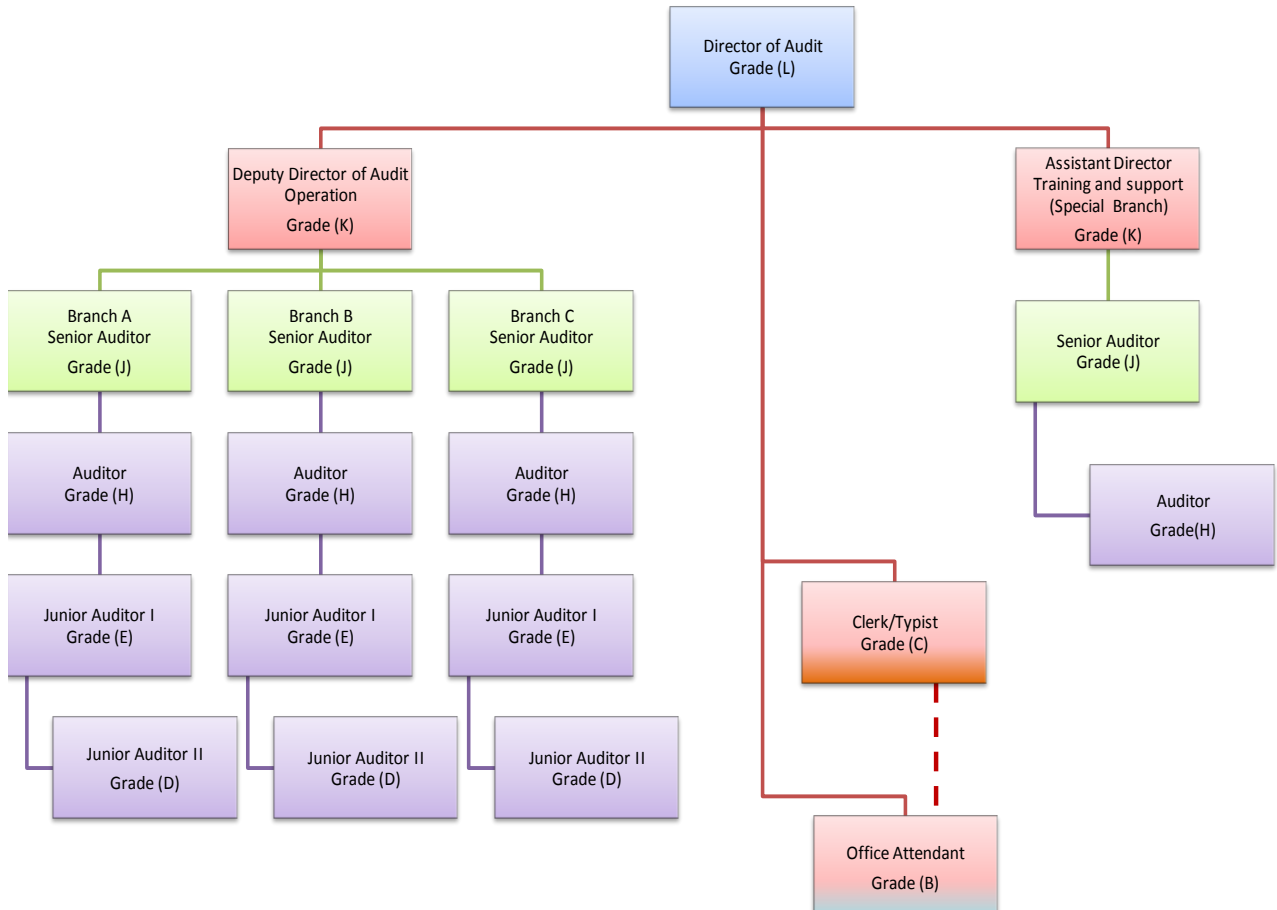 Director of Audit
Grade (L)
Deputy Director of Audit
Operation
Grade (K)
Assistant Director
Training and support
(Special Branch)
Grade (K)
Branch A
Senior Auditor
Grade (J)
Branch B
Senior Auditor
Grade (J)
Branch C
Senior Auditor
Grade (J)
Senior Auditor
Grade (J)
Auditor
Grade (H)
Auditor
Grade (H)
Auditor
Grade (H)
Auditor
Grade(H)
Junior Auditor I
Grade (E)
Junior Auditor I
Grade (E)
Junior Auditor I
Grade (E)
Clerk/Typist
Grade (C)
Junior Auditor II
Grade (D)
Junior Auditor II
Grade (D)
Junior Auditor II
Grade (D)
Office Attendant
Grade (B)